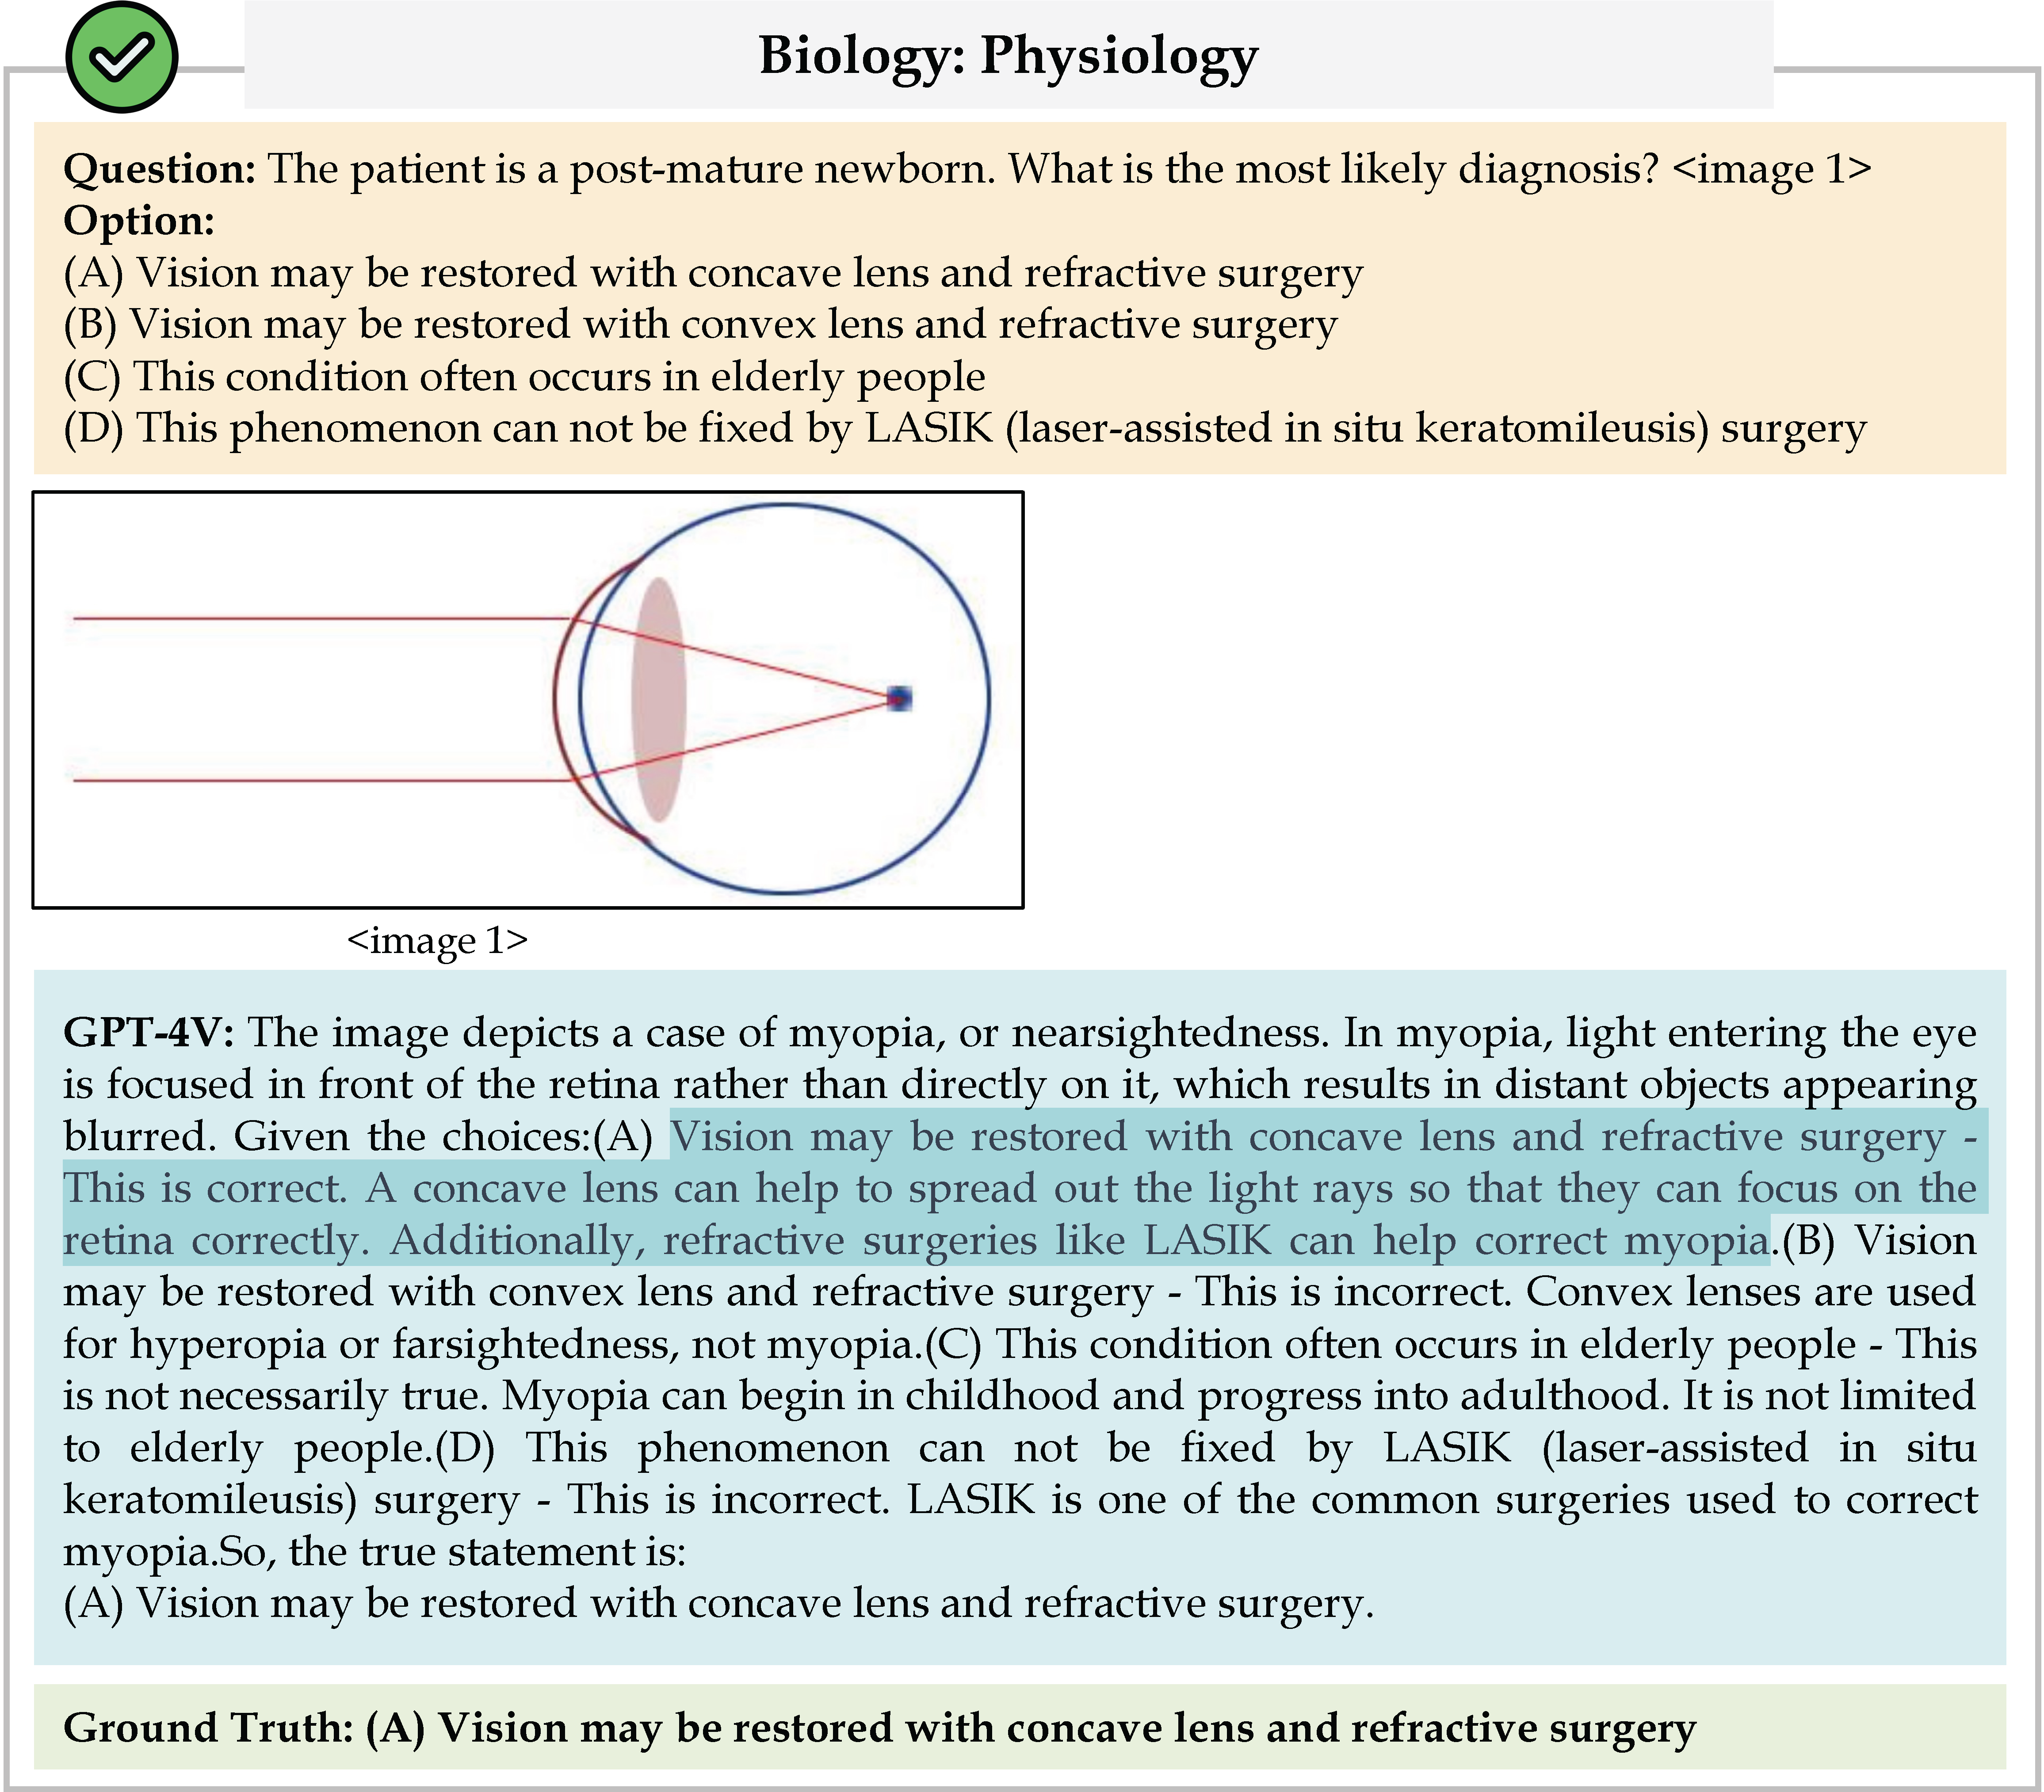 Biology: Physiology
Question: The patient is a post-mature newborn. What is the most likely diagnosis? <image 1>
Option:
(A) Vision may be restored with concave lens and refractive surgery
(B) Vision may be restored with convex lens and refractive surgery
(C) This condition often occurs in elderly people
(D) This phenomenon can not be fixed by LASIK (laser-assisted in situ keratomileusis) surgery
<image 1>
GPT-4V: The image depicts a case of myopia, or nearsightedness. In myopia, light entering the eye
is focused in front of the retina rather than directly on it, which results in distant objects appearing
blurred. Given the choices:(A) Vision may be restored with concave lens and refractive surgery -
This is correct. A concave lens can help to spread out the light rays so that they can focus on the
retina correctly. Additionally, refractive surgeries like LASIK can help correct myopia.(B) Vision
may be restored with convex lens and refractive surgery - This is incorrect. Convex lenses are used
for hyperopia or farsightedness, not myopia.(C) This condition often occurs in elderly people - This
is not necessarily true. Myopia can begin in childhood and progress into adulthood. It is not limited
to elderly people.(D) This phenomenon can not be fixed by LASIK (laser-assisted in situ
keratomileusis) surgery - This is incorrect. LASIK is one of the common surgeries used to correct
myopia.So, the true statement is:
(A) Vision may be restored with concave lens and refractive surgery.
Ground Truth: (A) Vision may be restored with concave lens and refractive surgery